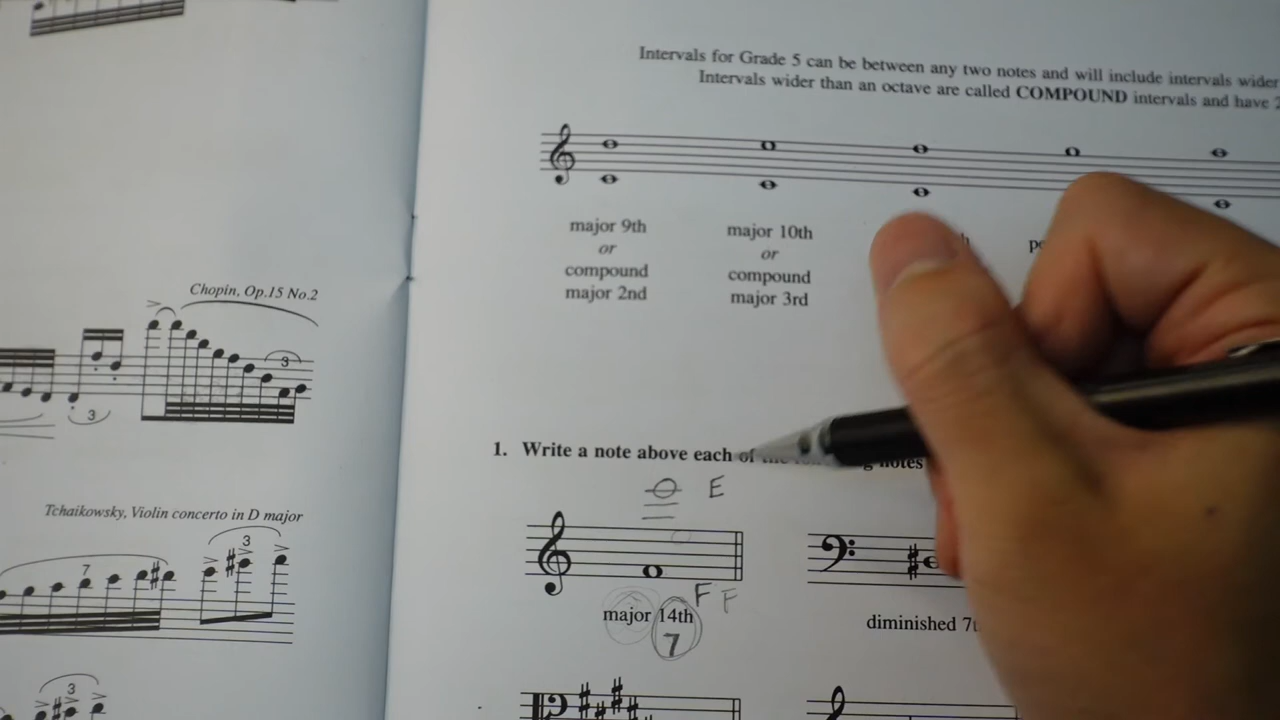 Intervals for Grade 5 can be between any two notes and will include intervals wider
Intervals wider than an octave are called COMPOUND intervals and have
major 9th
or
compound
major 2nd
major 10th
or
compound
major 3rd
Chopin, Op.15 No.2
3
3
Tchaikowsky, Violin concerto in D major
7
3
3
1. Write a note above each of notes
E
F F
major 14th
7
diminished